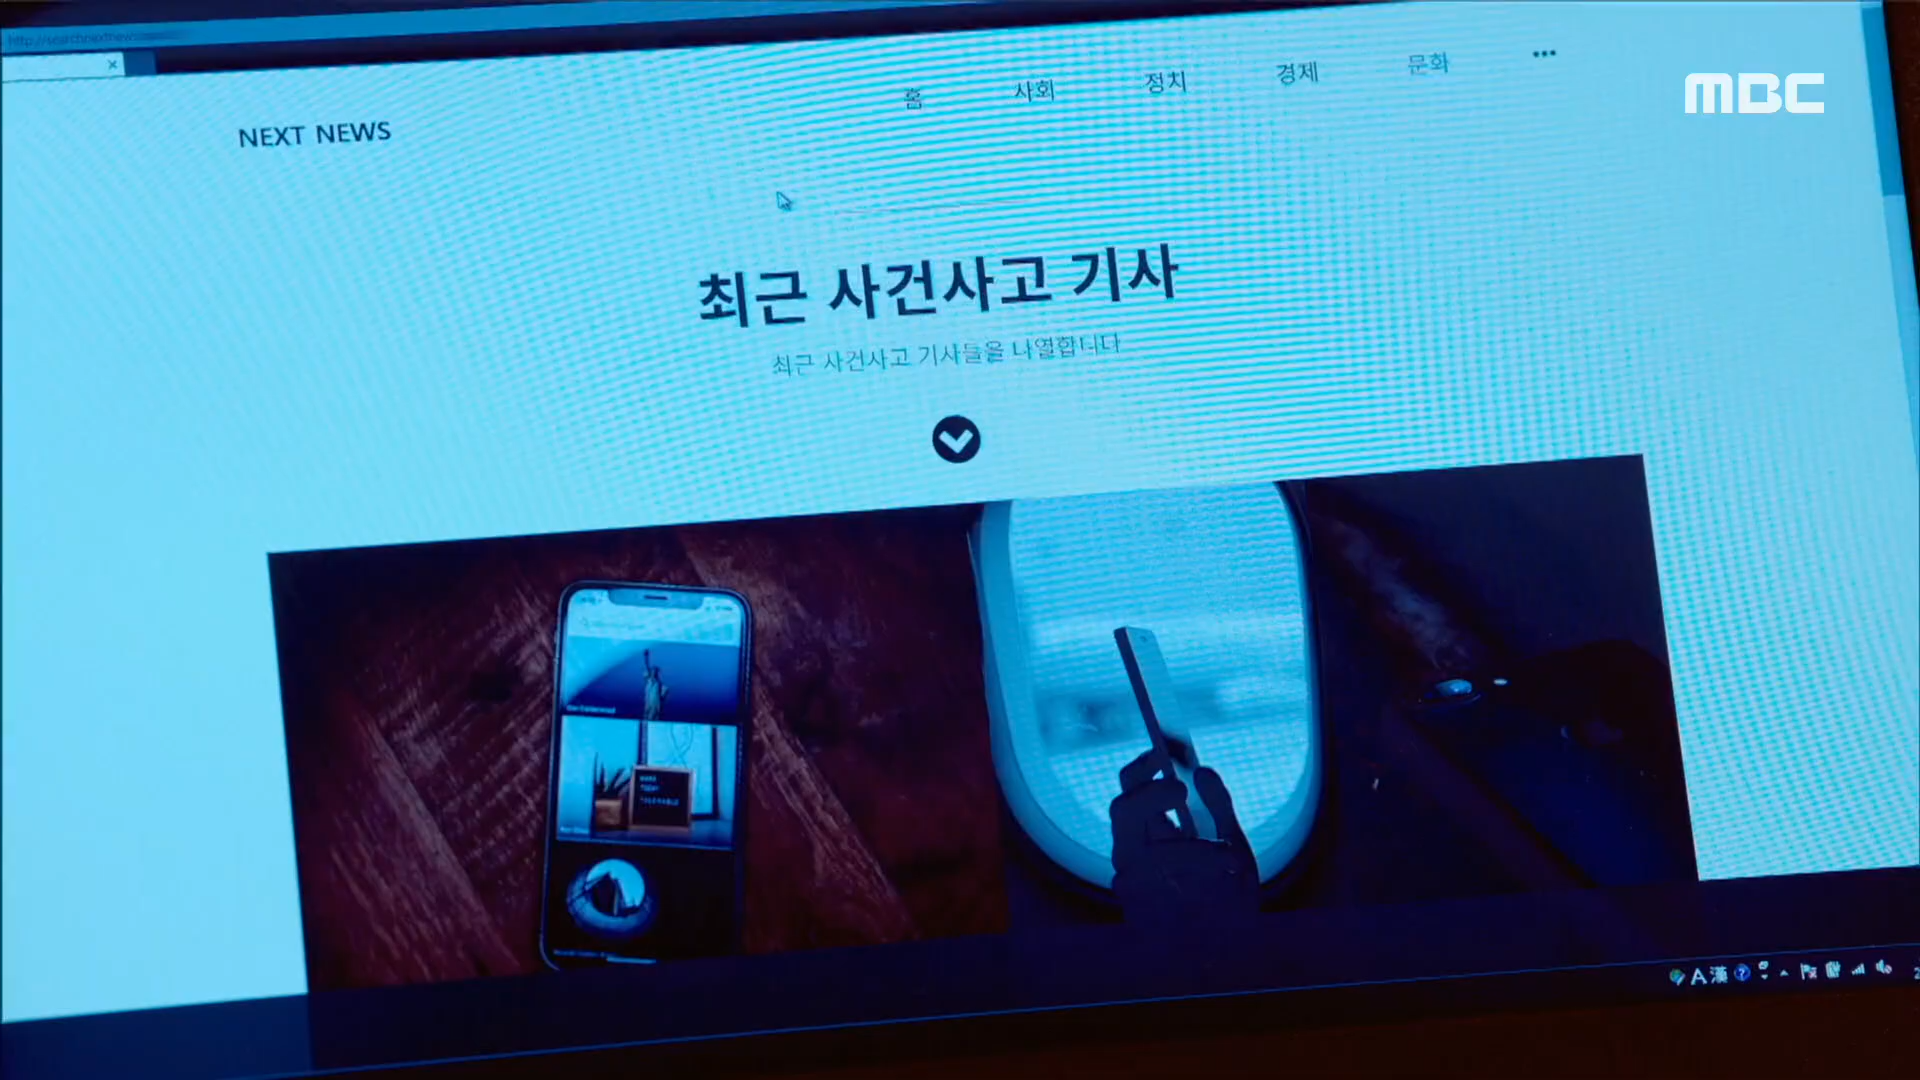 홈 사회 정치 경제 문화 •••
MBC
NEXT NEWS
최근 사건사고 기사
최근 사건사고 기사들을 나열합니다
A 漢